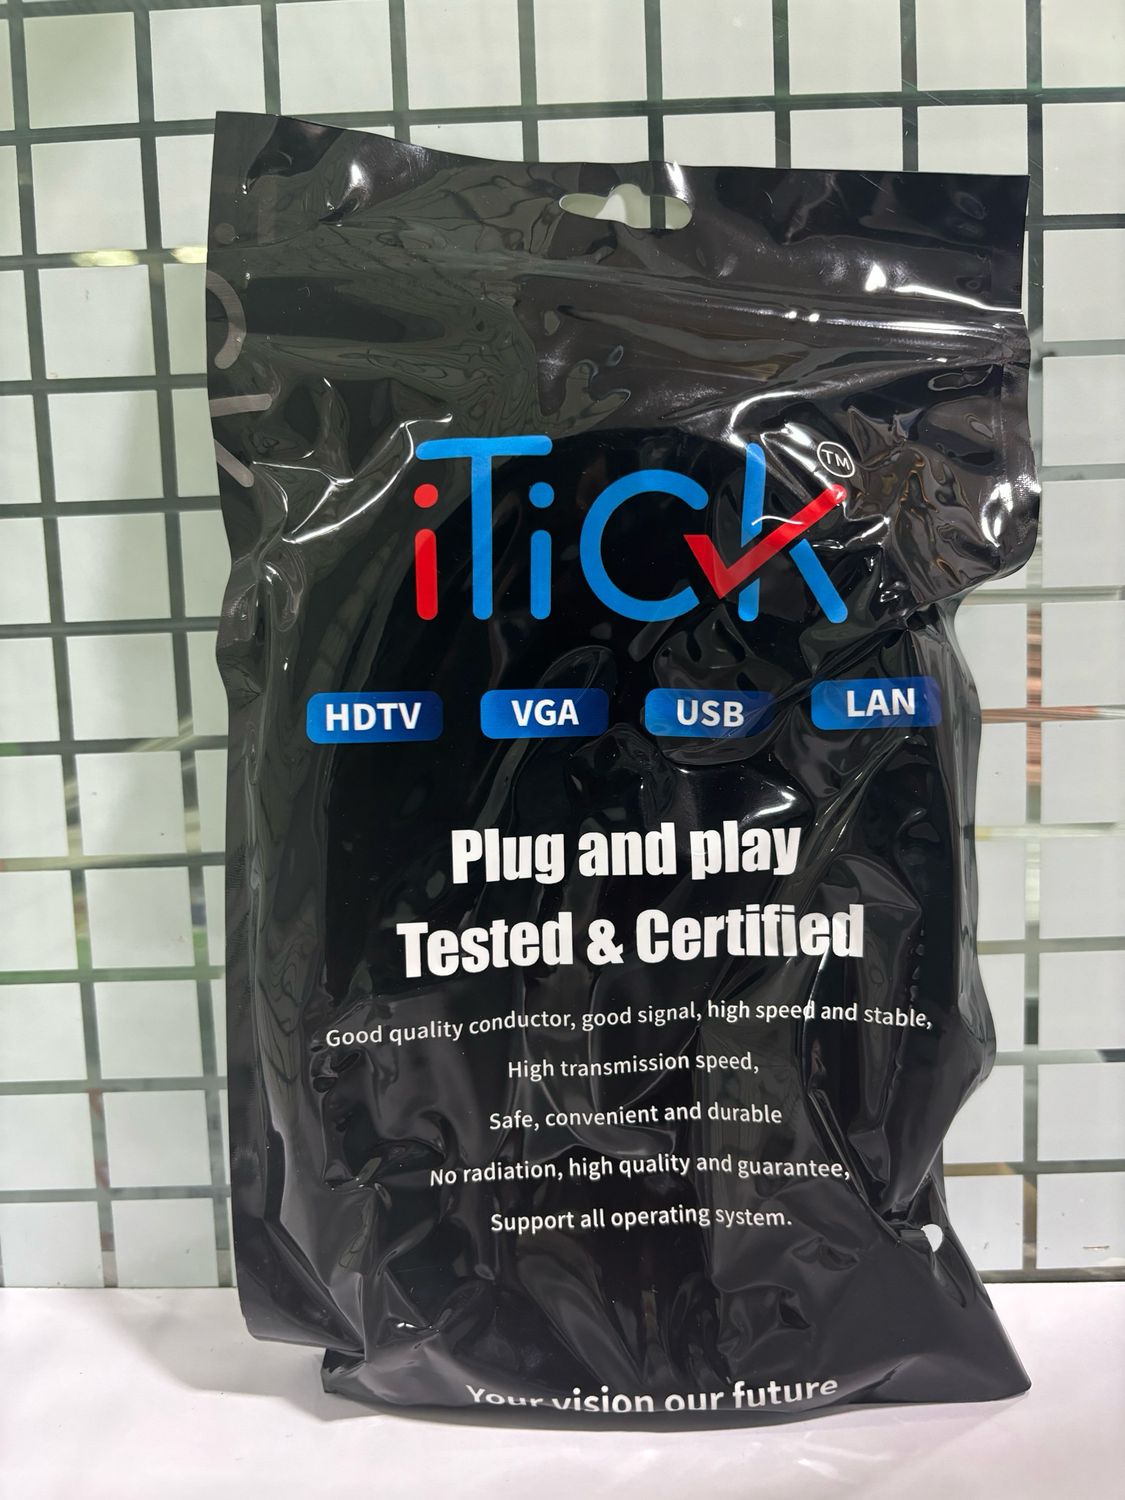 iTick TM
HDTV VGA USB LAN
Plug and play
Tested & Certified
Good quality conductor, good signal, high speed and stable,
High transmission speed,
Safe, convenient and durable
No radiation, high quality and guarantee,
Support all operating system.
Your vision our future